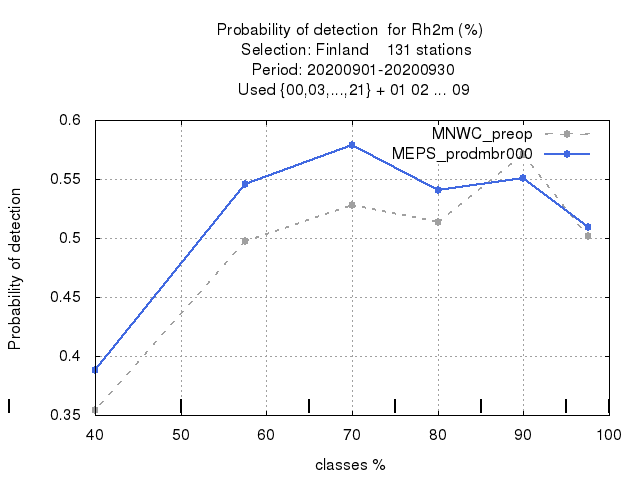 Probability of detection  for Rh2m (%)
Selection: Finland    131 stations
Period: 20200901-20200930
Used {00,03,...,21} + 01 02 ... 09
MNWC_preop
MEPS_prodmbr000
Probability of detection
0.6
0.55
0.5
0.45
0.4
0.35
40 50 60 70 80 90 100
classes %